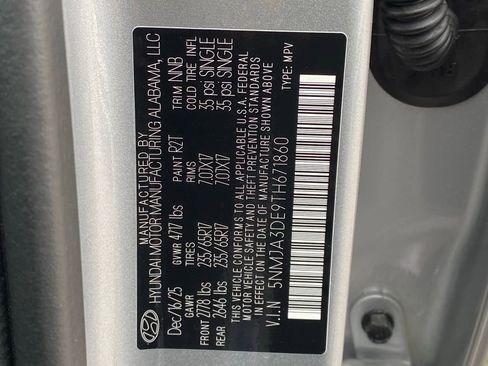 MANUFACTURED BY
HYUNDAI MOTOR MANUFACTURING ALABAMA, LLC
Dec/16/25 GVWR 4717 lbs PAINT R2T TRIM NNB
GAWR TIRES RIMS COLD TIRE INFL
FRONT 2778 lbs 235/65R17 7.0JX17 35 psi SINGLE
REAR 2646 lbs 235/65R17 7.0JX17 35 psi SINGLE
THIS VEHICLE CONFORMS TO ALL APPLICABLE U.S.A. FEDERAL
MOTOR VEHICLE SAFETY, BUMPER, AND THEFT PREVENTION STANDARDS
IN EFFECT ON THE DATE OF MANUFACTURE SHOWN ABOVE
V.I.N 5NMJA3DE9TH671860 TYPE: MPV